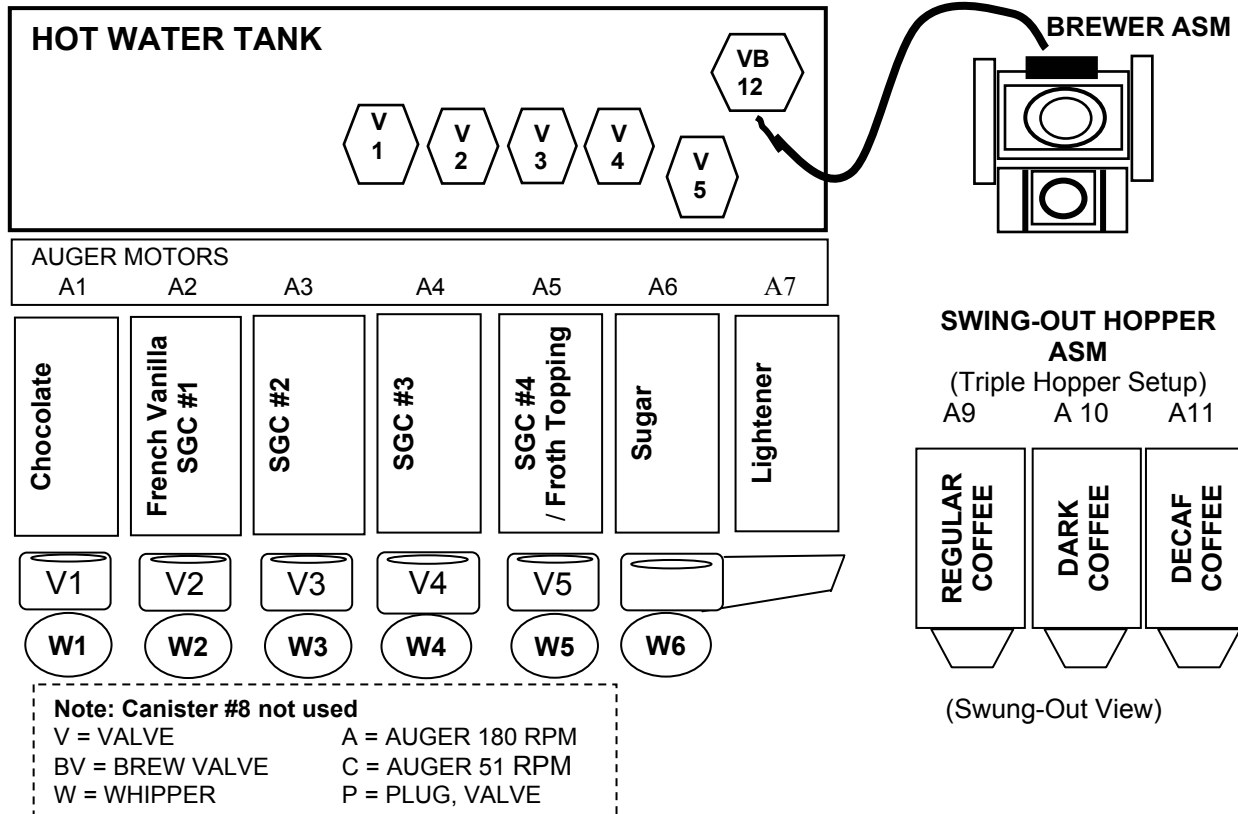 HOT WATER TANK
BREWER ASM
VB
12
V
1
V
2
V
3
V
4
V
5
AUGER MOTORS
A1 A2 A3 A4 A5 A6 A7
Chocolate
French Vanilla
SGC #1
SGC #2
SGC #3
SGC #4
/ Froth Topping
Sugar
Lightener
SWING-OUT HOPPER
ASM
(Triple Hopper Setup)
A9 A 10 A11
REGULAR
COFFEE
DARK
COFFEE
DECAF
COFFEE
V1 V2 V3 V4 V5
W1 W2 W3 W4 W5 W6
(Swung-Out View)
Note: Canister #8 not used
V = VALVE A = AUGER 180 RPM
BV = BREW VALVE C = AUGER 51 RPM
W = WHIPPER P = PLUG, VALVE